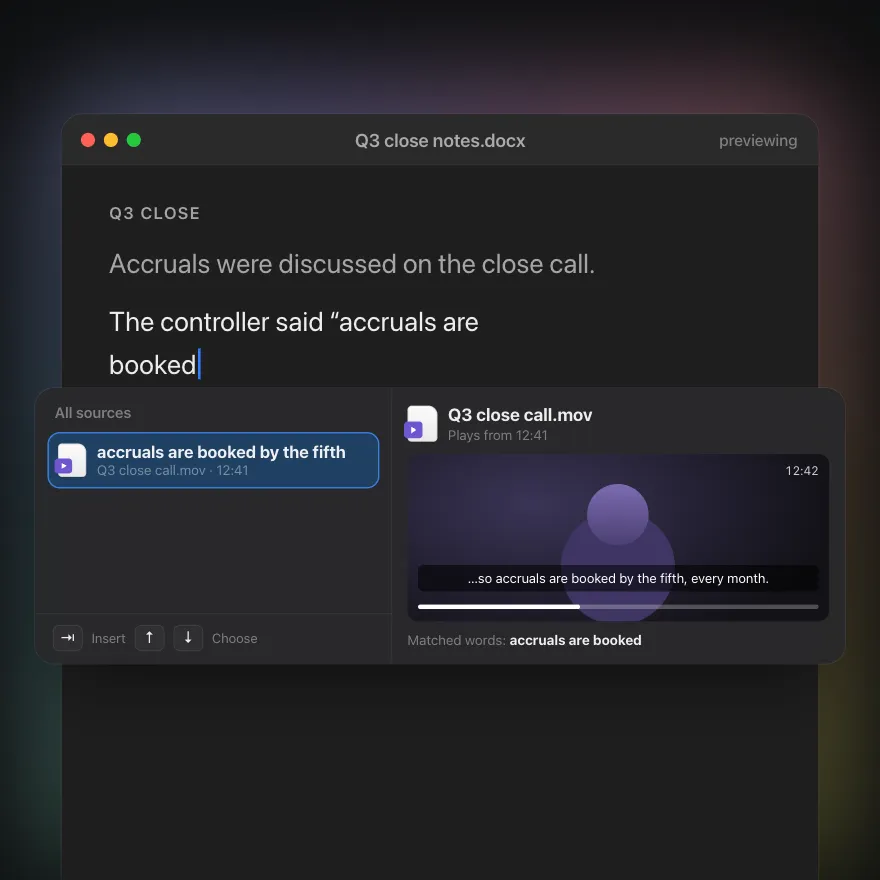 Q3 close notes.docx
previewing
Q3 CLOSE
Accruals were discussed on the close call.
The controller said “accruals are
booked
All sources
accruals are booked by the fifth
Q3 close call.mov · 12:41
Insert
Choose
Q3 close call.mov
Plays from 12:41
12:42
...so accruals are booked by the fifth, every month.
Matched words: accruals are booked